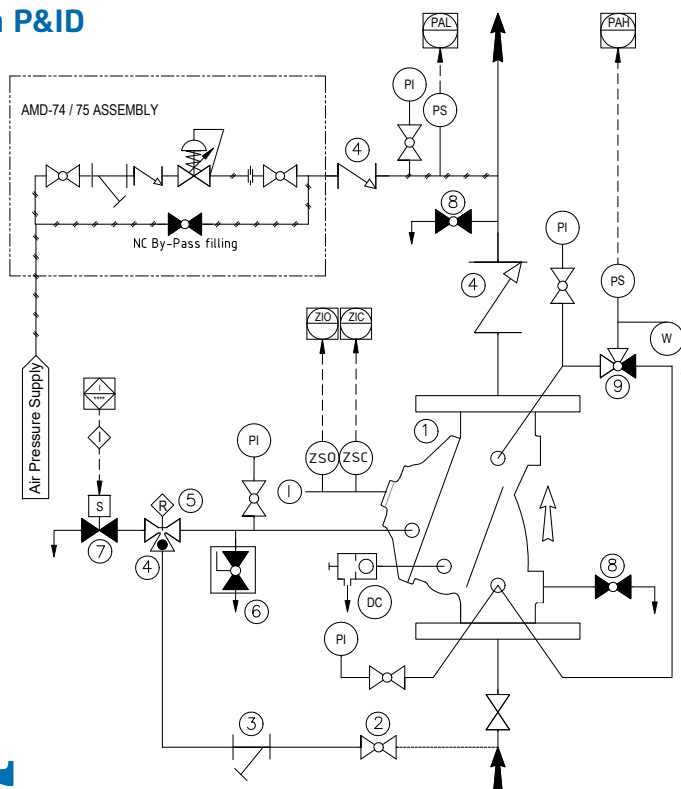 P&ID
PAL
PAH
PI
PS
AMD-74 / 75 ASSEMBLY
4
NC By-Pass filling
8
PI
4
PS
W
9
ZIO
ZIC
Air Pressure Supply
I
****
I
S
PI
1
ZSO
ZSC
I
R
5
7
4
6
DC
8
PI
3
2